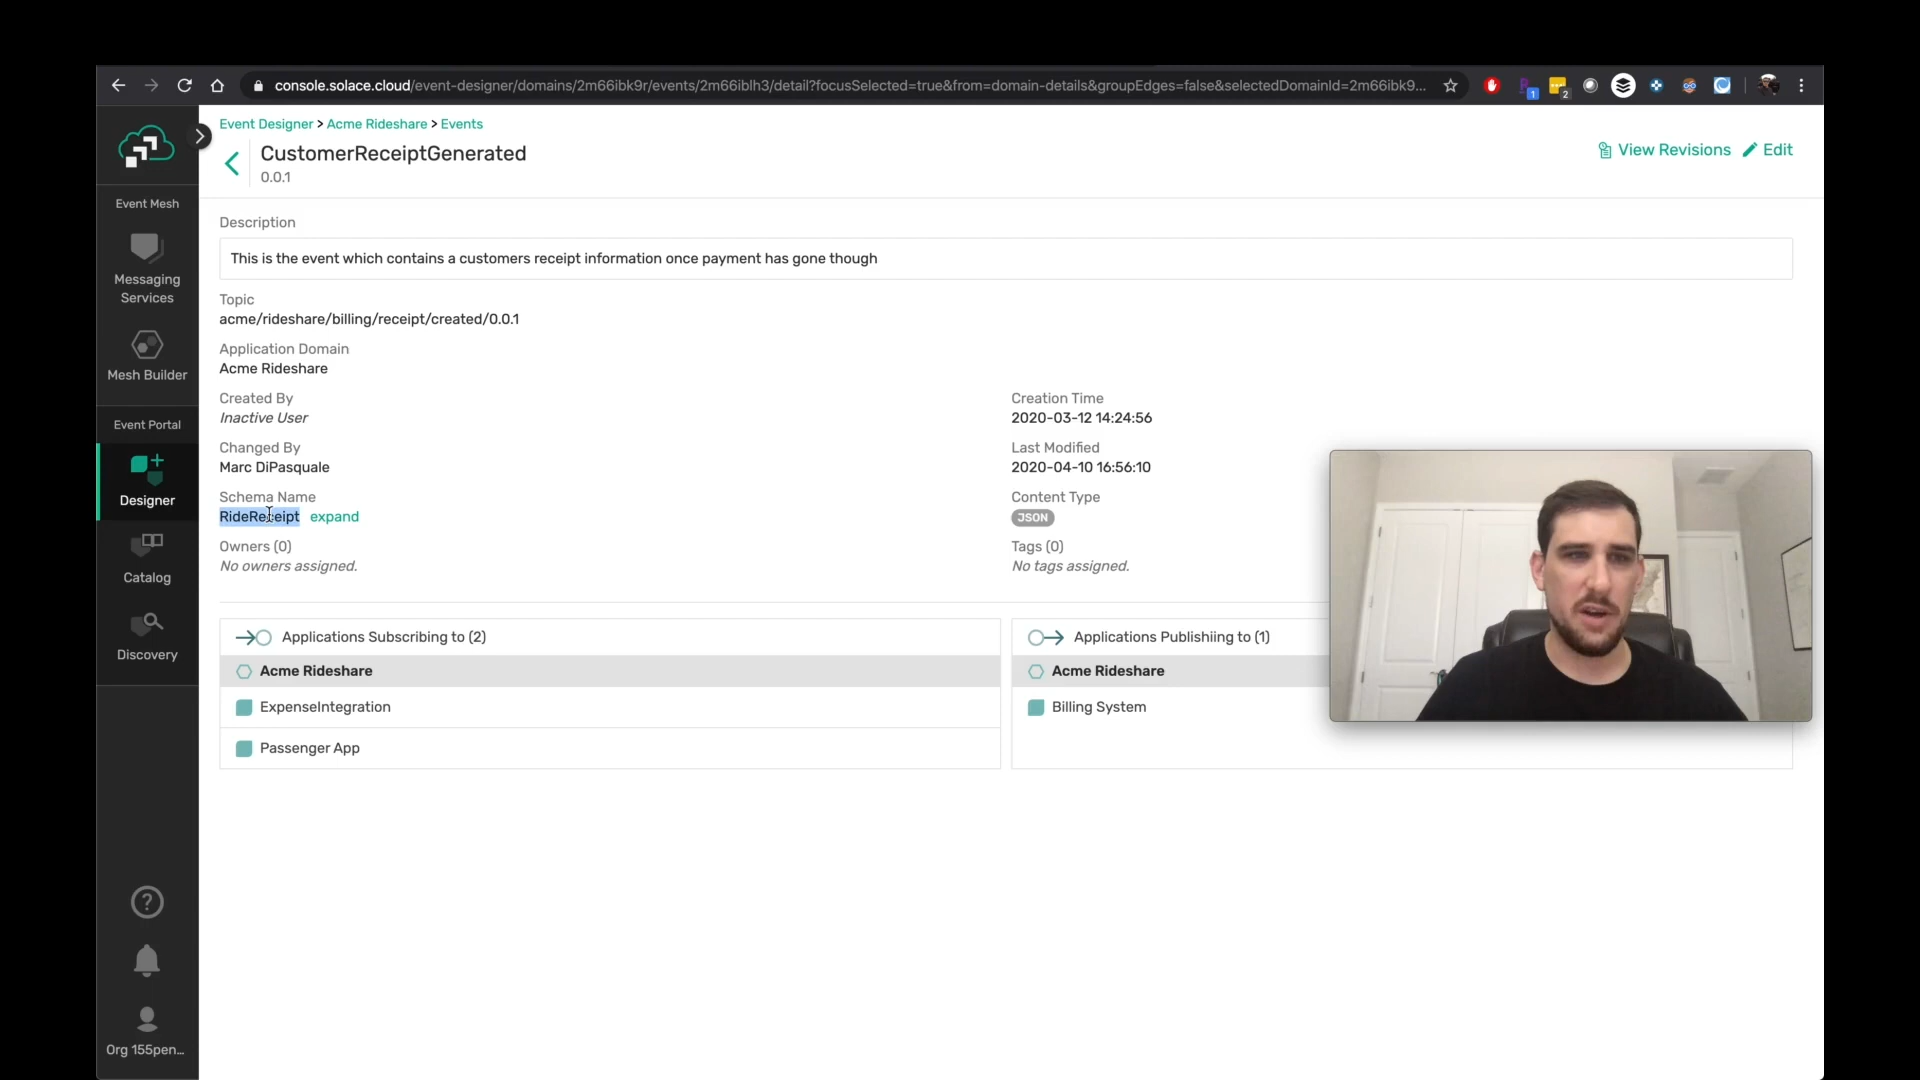 console.solace.cloud/event-designer/domains/2m66ibk9r/events/2m66iblh3/detail?focusSelected=true&from=domain-details&groupEdges=false&selectedDomainId=2m66ibk9...
1
2
Event Designer > Acme Rideshare > Events
CustomerReceiptGenerated
0.0.1
View Revisions
Edit
Event Mesh
Messaging
Services
Mesh Builder
Event Portal
Designer
Catalog
Discovery
Org 155pen...
Description
This is the event which contains a customers receipt information once payment has gone though
Topic
acme/rideshare/billing/receipt/created/0.0.1
Application Domain
Acme Rideshare
Created By
Inactive User
Creation Time
2020-03-12 14:24:56
Changed By
Marc DiPasquale
Last Modified
2020-04-10 16:56:10
Schema Name
RideReceipt expand
Content Type
JSON
Owners (0)
No owners assigned.
Tags (0)
No tags assigned.
Applications Subscribing to (2)
Acme Rideshare
ExpenseIntegration
Passenger App
Applications Publishiing to (1)
Acme Rideshare
Billing System